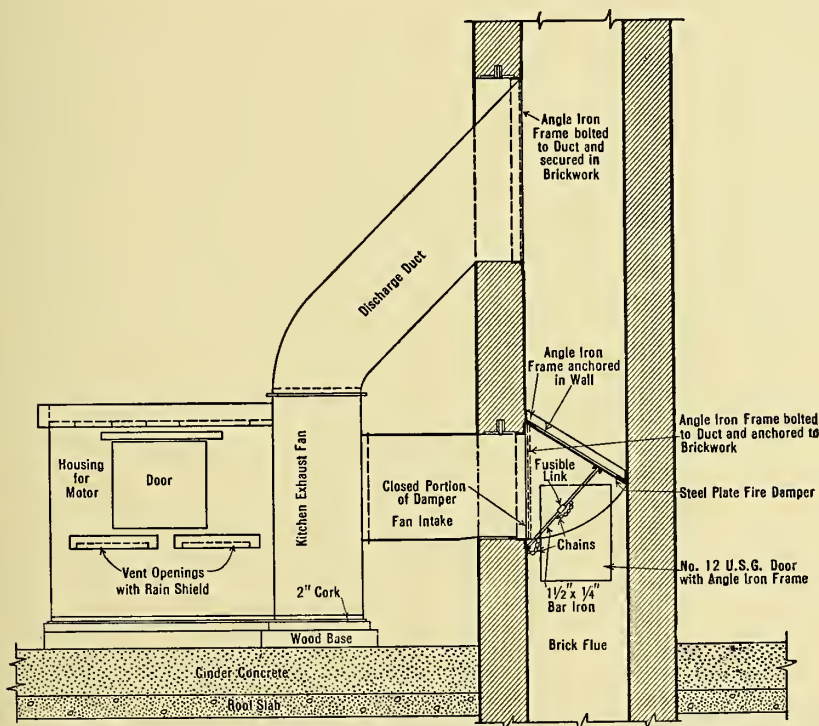 Angle Iron
Frame bolted
to Duct and
secured in
Brickwork
Discharge Duct
Angle Iron
Frame anchored
in Wall
Angle Iron Frame bolted
to Duct and anchored to
Brickwork
Housing
for
Motor
Door
Kitchen Exhaust Fan
Closed Portion
of Damper
Fan Intake
Fusible
Link
Steel Plate Fire Damper
Chains
Vent Openings
with Rain Shield
No. 12 U.S.G. Door
with Angle Iron Frame
1½" x ¼"
Bar Iron
2" Cork
Wood Base
Brick Flue
Cinder Concrete
Roof Slab